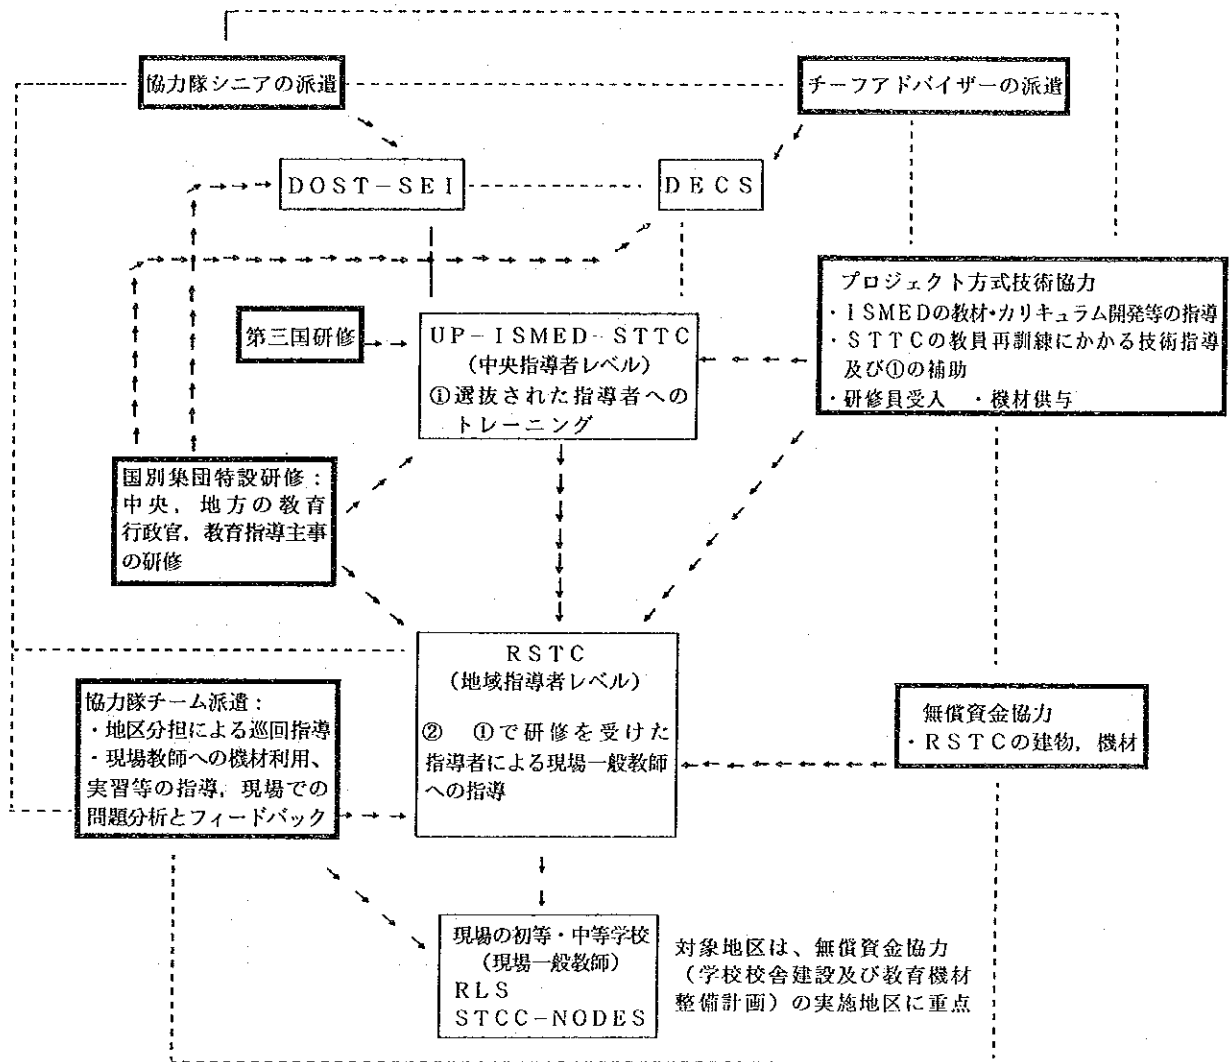 協力隊シニアの派遣
チーフアドバイザーの派遣
DOST-SEI
DECS
プロジェクト方式技術協力
・ISMEDの教材・カリキュラム開発等の指導
・STTCの教員再訓練にかかる技術指導
及び①の補助
・研修員受入 ・機材供与
第三国研修
UP-ISMED-STTC
(中央指導者レベル)
①選抜された指導者への
トレーニング
国別集団特設研修:
中央,地方の教育
行政官,教育指導主事
の研修
RSTC
(地域指導者レベル)
② ①で研修を受けた
指導者による現場一般教師
への指導
協力隊チーム派遣:
・地区分担による巡回指導
・現場教師への機材利用、
実習等の指導,現場での
問題分析とフィードバック
無償資金協力
・RSTCの建物,機材
現場の初等・中等学校
(現場一般教師)
RLS
STCC-NODES
対象地区は、無償資金協力
(学校校舎建設及び教育機材
整備計画)の実施地区に重点